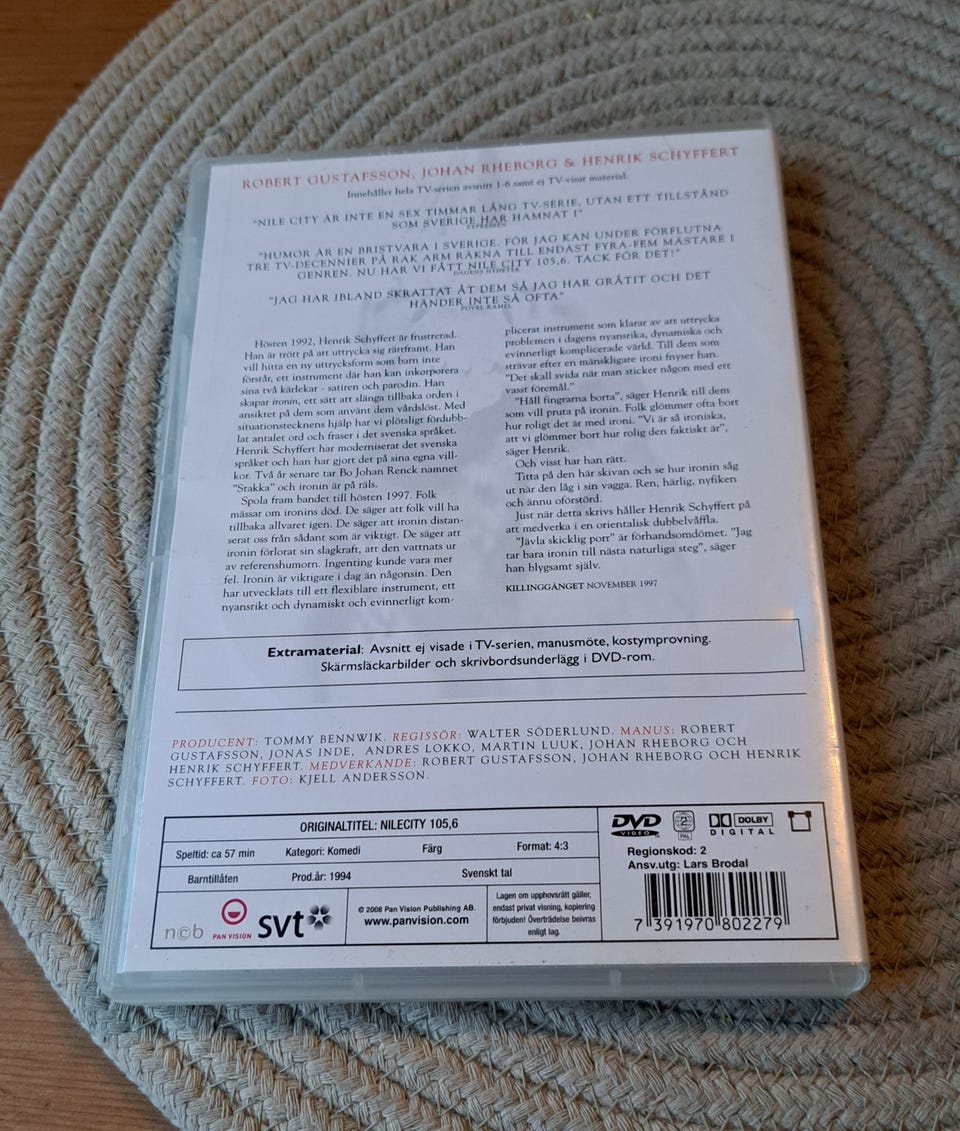 ROBERT GUSTAFSSON, JOHAN RHEBORG & HENRIK SCHYFFERT
Innehåller hela TV-serien avsnitt 1-6 samt ej TV-visat material.
"NILE CITY ÄR INTE EN SEX TIMMAR LÅNG TV-SERIE, UTAN ETT TILLSTÅND
SOM SVERIGE HAR HAMNAT I"
EXPRESSEN
"HUMOR ÄR EN BRISTVARA I SVERIGE. FÖR JAG KAN UNDER FÖRFLUTNA
TRE TV-DECENNIER PÅ RAK ARM RÄKNA TILL ENDAST FYRA-FEM MÄSTARE I
GENREN. NU HAR VI FÅTT NILE CITY 105,6. TACK FÖR DET!"
DAGENS NYHETER
"JAG HAR IBLAND SKRATTAT ÅT DEM SÅ JAG HAR GRÅTIT OCH DET
HÄNDER INTE SÅ OFTA"
POVEL RAMEL
Hösten 1992, Henrik Schyffert är frustrerad.
Han är trött på att uttrycka sig rättframt. Han
vill hitta en ny uttrycksform som barn inte
förstår, ett instrument där han kan inkorporera
sina två kärlekar - satiren och parodin. Han
skapar ironin, ett sätt att slänga tillbaka orden i
ansiktet på dem som använt dem vårdslöst. Med
situationstecknens hjälp har vi plötsligt fördubb-
lat antalet ord och fraser i det svenska språket.
Henrik Schyffert har moderniserat det svenska
språket och han har gjort det på sina egna vill-
kor. Två år senare tar Bo Johan Renck namnet
"Stakka" och ironin är på räls.
Spola fram bandet till hösten 1997. Folk
mässar om ironins död. De säger att folk vill ha
tillbaka allvaret igen. De säger att ironin distan-
serat oss från sådant som är viktigt. De säger att
ironin förlorat sin slagkraft, att den vattnats ur
av referenshumorn. Ingenting kunde vara mer
fel. Ironin är viktigare i dag än någonsin. Den
har utvecklats till ett flexiblare instrument, ett
nyansrikt och dynamiskt och evinnerligt kom-
plicerat instrument som klarar av att uttrycka
problemen i dagens nyansrika, dynamiska och
evinnerligt komplicerade värld. Till dem som
strävar efter en mänskligare ironi fnyser han.
"Det skall svida när man sticker någon med ett
vasst föremål."
"Håll fingrarna borta", säger Henrik till dem
som vill pruta på ironin. Folk glömmer ofta bort
hur roligt det är med ironi. "Vi är så ironiska,
att vi glömmer bort hur rolig den faktiskt är",
säger Henrik.
Och visst har han rätt.
Titta på den här skivan och se hur ironin såg
ut när den låg i sin vagga. Ren, härlig, nyfiken
och ännu oförstörd.
Just när detta skrivs håller Henrik Schyffert på
att medverka i en orientalisk dubbelvåffla.
"Jävla skicklig porr" är förhandsomdömet. "Jag
tar bara ironin till nästa naturliga steg", säger
han blygsamt själv.
KILLINGGÄNGET NOVEMBER 1997
Extramaterial: Avsnitt ej visade i TV-serien, manusmöte, kostymprovning.
Skärmsläckarbilder och skrivbordsunderlägg i DVD-rom.
PRODUCENT: TOMMY BENNWIK. REGISSÖR: WALTER SÖDERLUND. MANUS: ROBERT
GUSTAFSSON, JONAS INDE, ANDRES LOKKO, MARTIN LUUK, JOHAN RHEBORG OCH
HENRIK SCHYFFERT. MEDVERKANDE: ROBERT GUSTAFSSON, JOHAN RHEBORG OCH HENRIK
SCHYFFERT. FOTO: KJELL ANDERSSON.
ORIGINALTITEL: NILECITY 105,6
Speltid: ca 57 min Kategori: Komedi Färg Format: 4:3
Barntillåten Prod.år: 1994 Svenskt tal
ncb PAN VISION svt
© 2008 Pan Vision Publishing AB.
www.panvision.com
Lagen om upphovsrätt gäller,
endast privat visning, kopiering
förbjuden! Överträdelse beivras
enligt lag.
DVD VIDEO 2 PAL DOLBY DIGITAL
Regionskod: 2
Ansv.utg: Lars Brodal
7 391970 802279